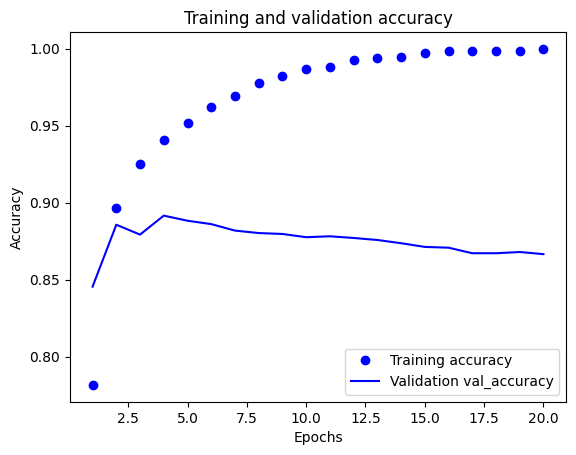 Training and validation accuracy
1.00
0.95
0.90
0.85
0.80
Accuracy
Training accuracy
Validation val_accuracy
2.5 5.0 7.5 10.0 12.5 15.0 17.5 20.0
Epochs